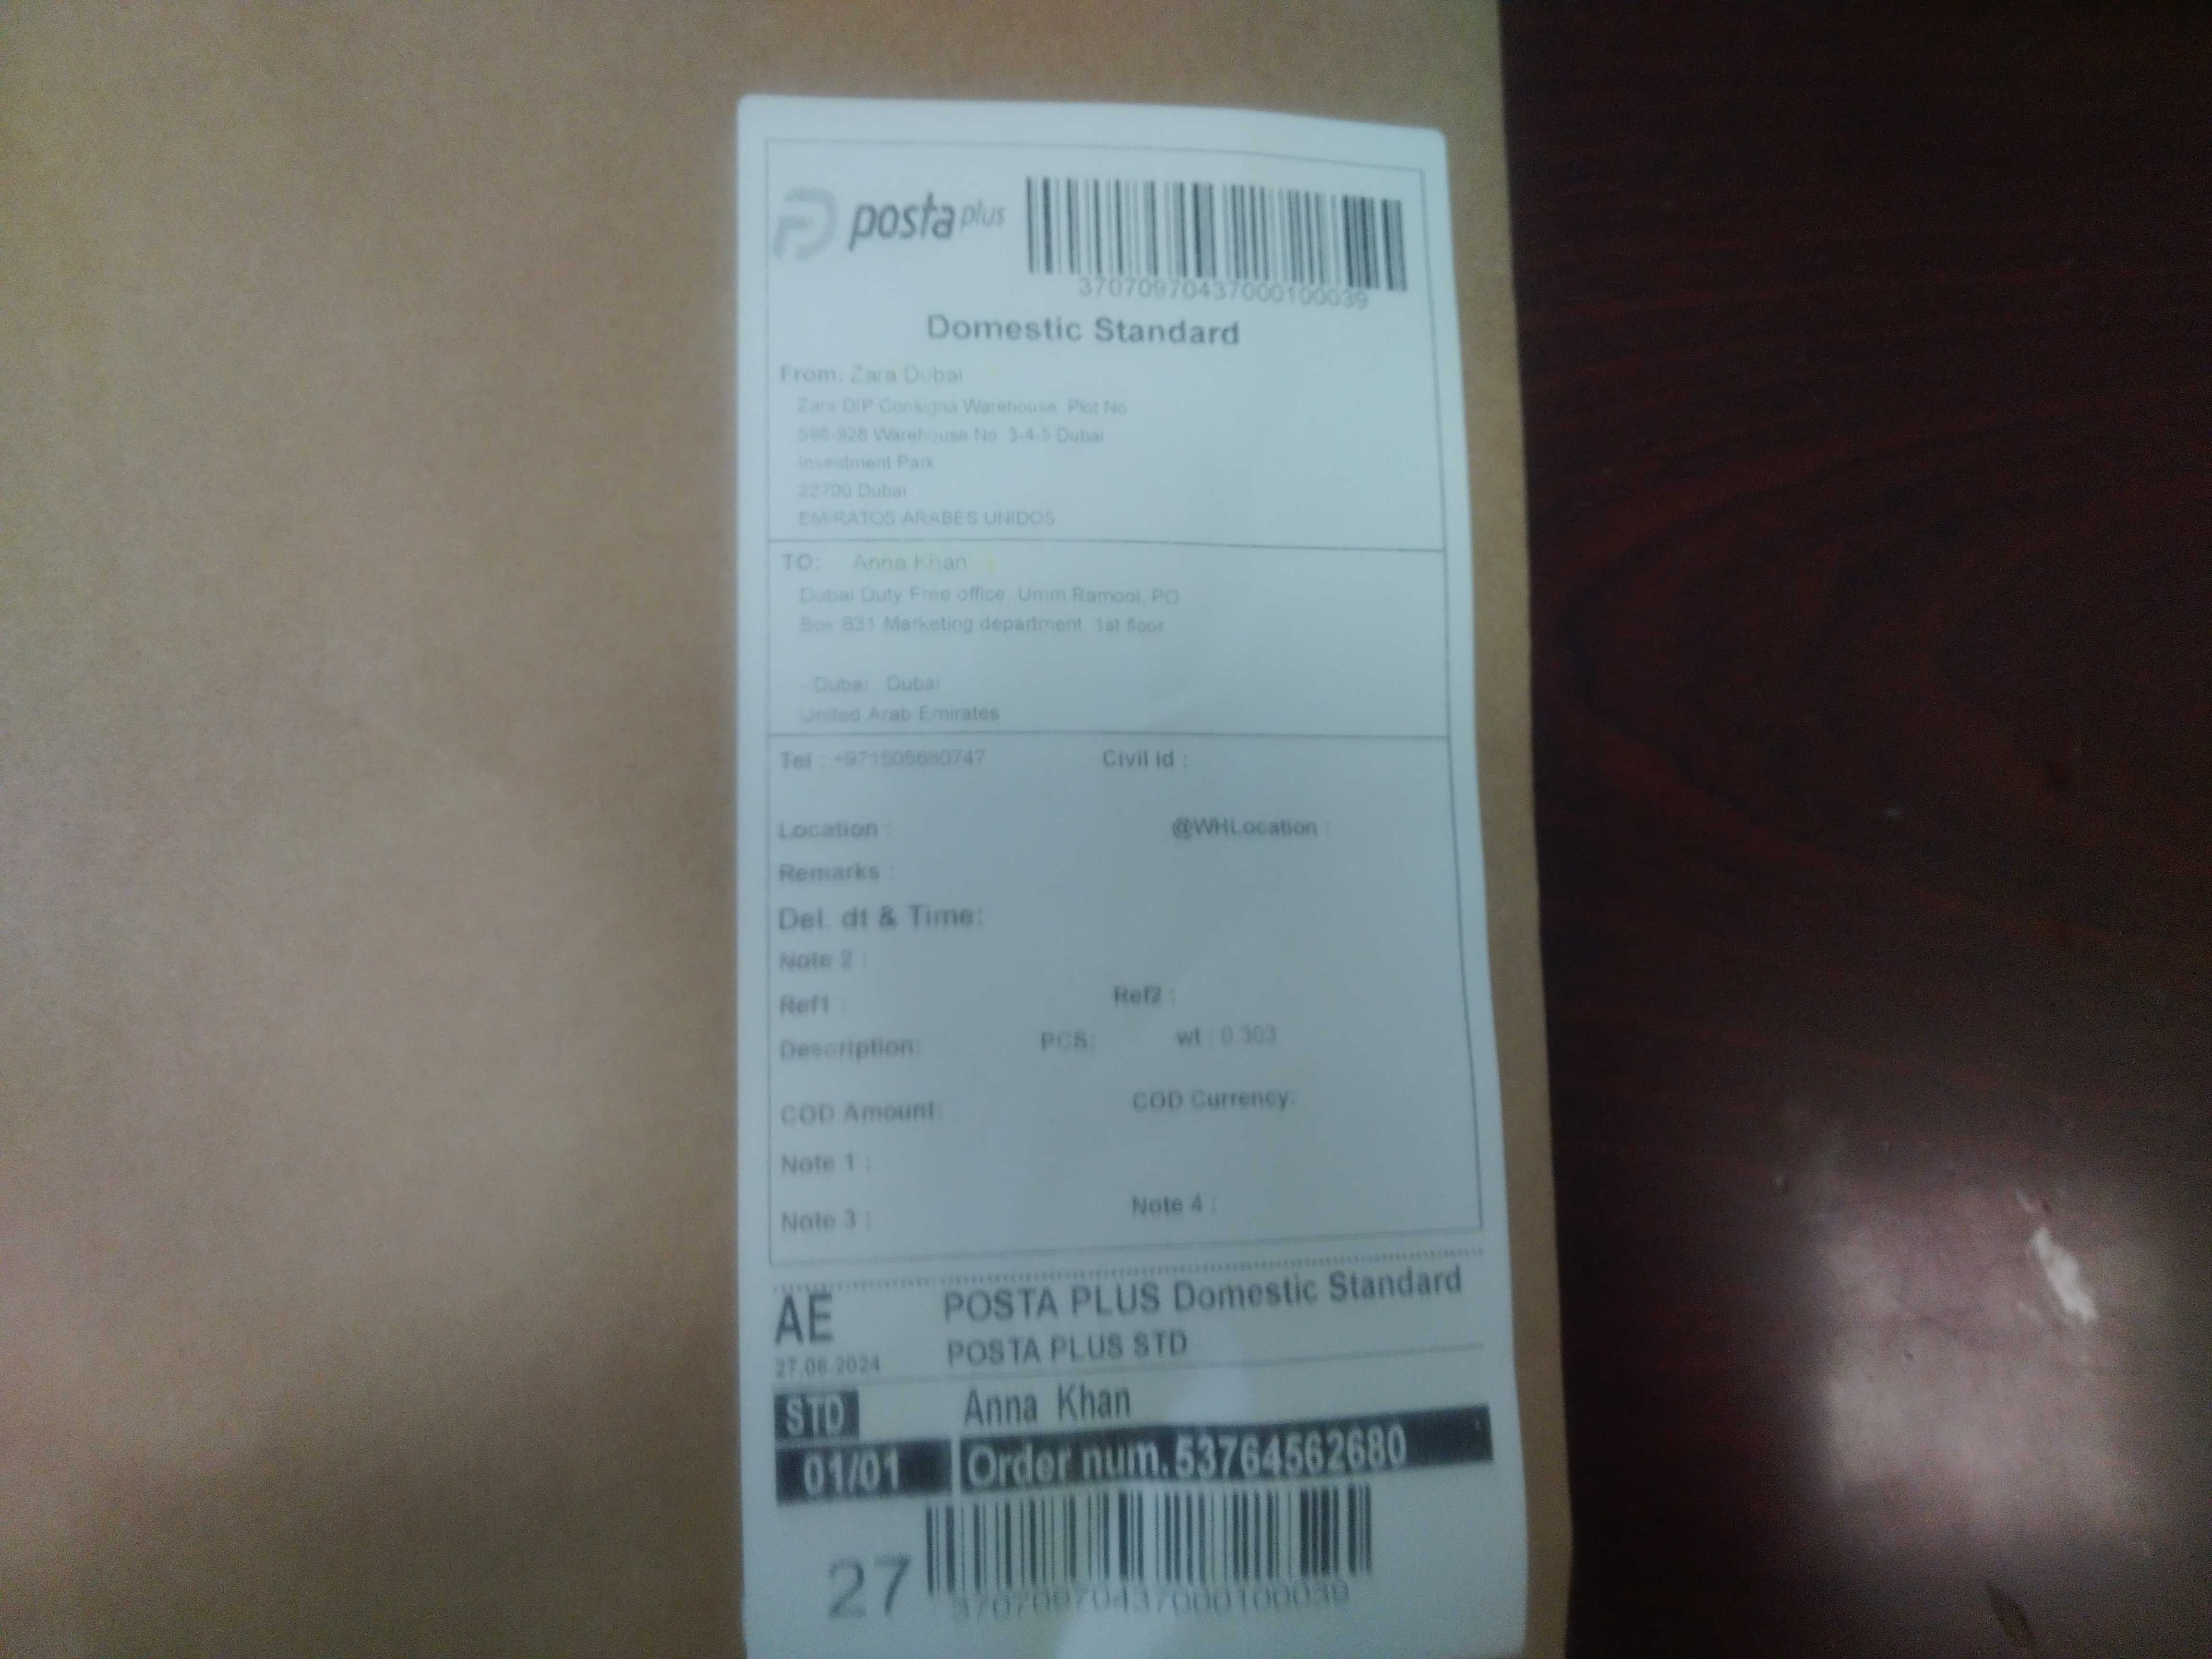 posta plus
37070970437000100039
Domestic Standard
From: Zara Dubai
Zara DIP Consigna Warehouse. Plot No.
598-928 Warehouse No. 3-4-5 Dubai
Investment Park
22700 Dubai
EMIRATOS ARABES UNIDOS
TO: Anna Khan
Dubai Duty Free office, Umm Ramool, PO
Box 831 Marketing department, 1st floor
- Dubai , Dubai
United Arab Emirates
Tel : Civil id :
Location : @WHLocation :
Remarks :
Del. dt & Time:
Note 2 :
Ref1 : Ref2 :
Description: PCS: wt : 0.303
COD Amount: COD Currency:
Note 1 :
Note 3 : Note 4 :
AE POSTA PLUS Domestic Standard
27.06.2024 POSTA PLUS STD
STD Anna Khan
01/01 Order num. 53764562680
27
37070970437000100039